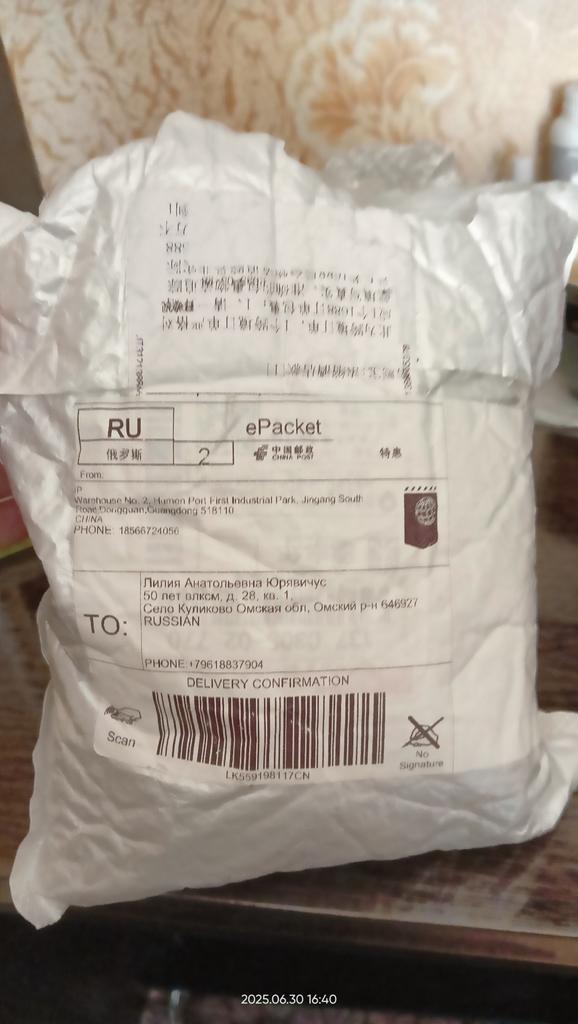 RU
俄罗斯
2
ePacket
中国邮政
CHINA POST
特惠
From:
IP
Warehouse No. 2, Humen Port First Industrial Park, Jingang South
Road,Dongguan,Guangdong 518110
CHINA
PHONE: 18566724056
TO:
Лилия Анатольевна Юрявичус
50 лет влксм, д. 28, кв. 1,
Село Куликово Омская обл, Омский р-н 646927
RUSSIAN
PHONE:+79618837904
DELIVERY CONFIRMATION
Scan
No
Signature
LK559198117CN
2025.06.30 16:40